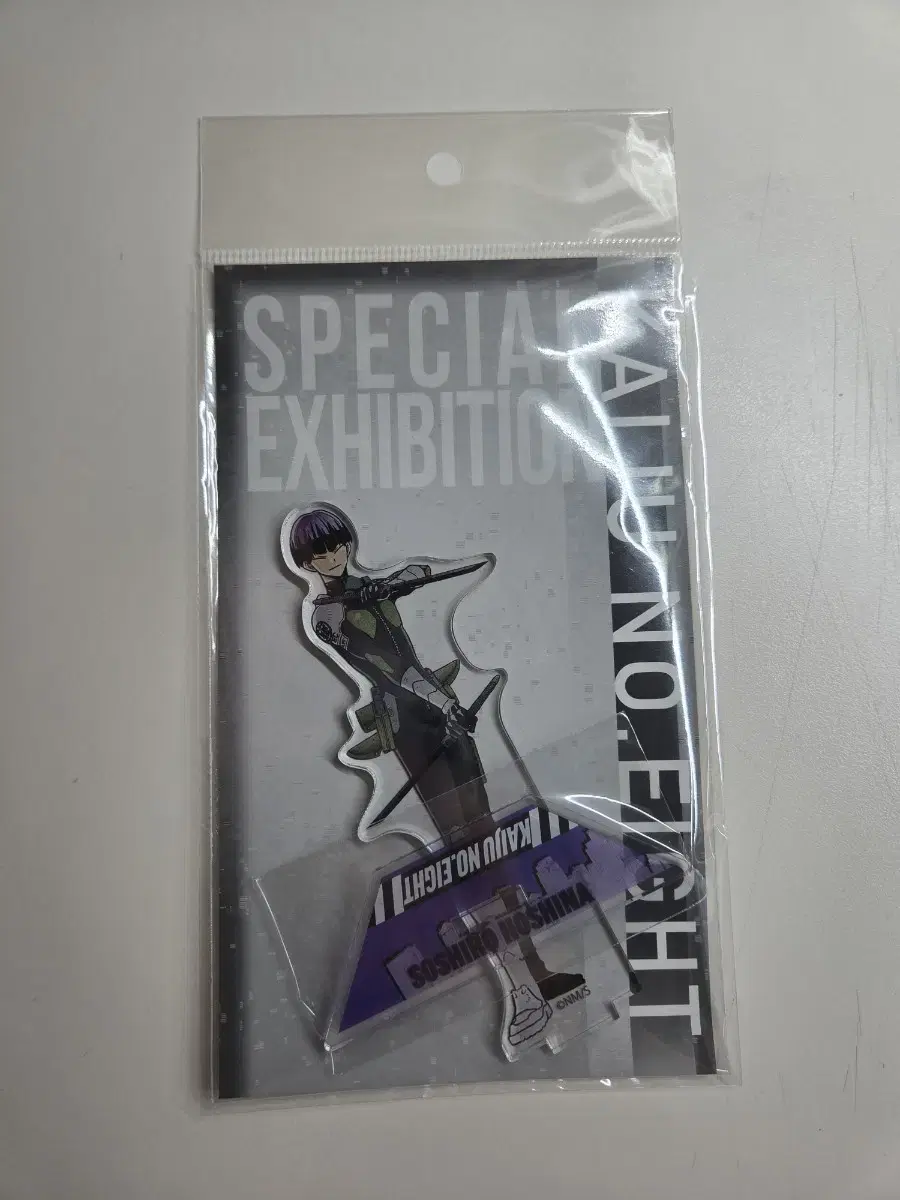 SPECIAL
EXHIBITION
KAIJU NO. EIGHT
KAIJU NO.EIGHT
SOSHIRO HOSHINA
©NM/S